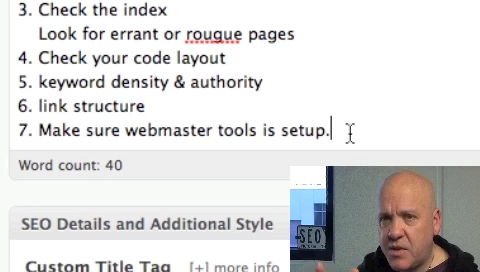 3. Check the index
Look for errant or rougue pages
4. Check your code layout
5. keyword density & authority
6. link structure
7. Make sure webmaster tools is setup.
Word count: 40
SEO Details and Additional Style
SEO
Custom Title Tag [+] more info